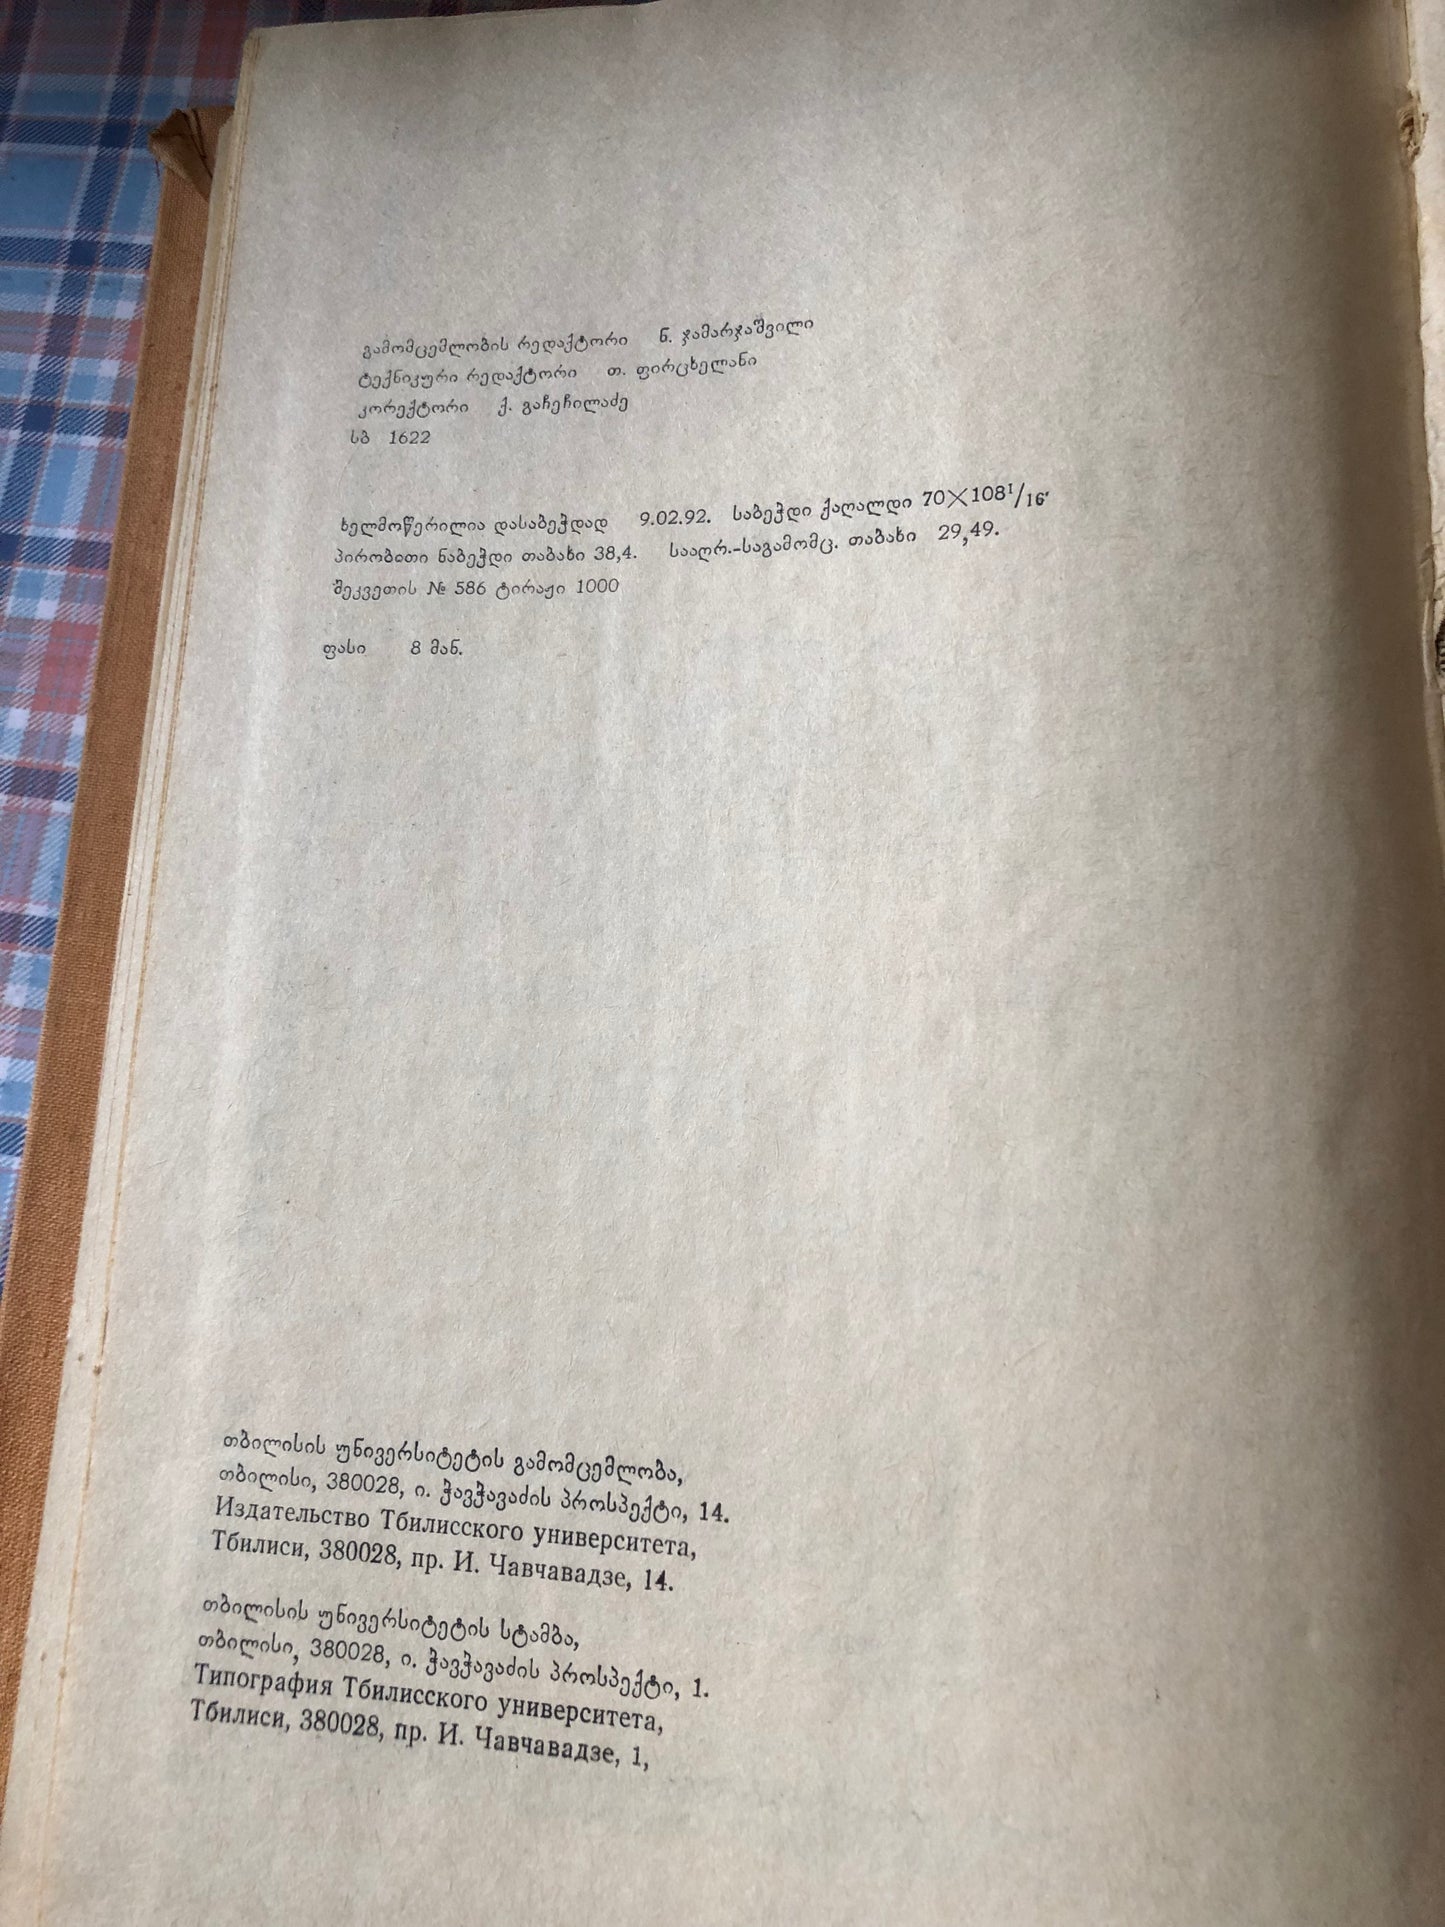 გამომცემლობის რედაქტორი ნ. ჯამარჯაშვილი
ტექნიკური რედაქტორი თ. ფირცხელანი
კორექტორი ქ. გაჩეჩილაძე
სბ 1622
ხელმოწერილია დასაბეჭდად 9.02.92. საბეჭდი ქაღალდი 70×108¹/₁₆.
პირობითი ნაბეჭდი თაბახი 38,4. სააღრ.-საგამომც. თაბახი 29,49.
შეკვეთის № 586 ტირაჟი 1000
ფასი 8 მან.
თბილისის უნივერსიტეტის გამომცემლობა,
თბილისი, 380028, ი. ჭავჭავაძის პროსპექტი, 14.
Издательство Тбилисского университета,
Тбилиси, 380028, пр. И. Чавчавадзе, 14.
თბილისის უნივერსიტეტის სტამბა,
თბილისი, 380028, ი. ჭავჭავაძის პროსპექტი, 1.
Типография Тбилисского университета,
Тбилиси, 380028, пр. И. Чавчавадзе, 1,